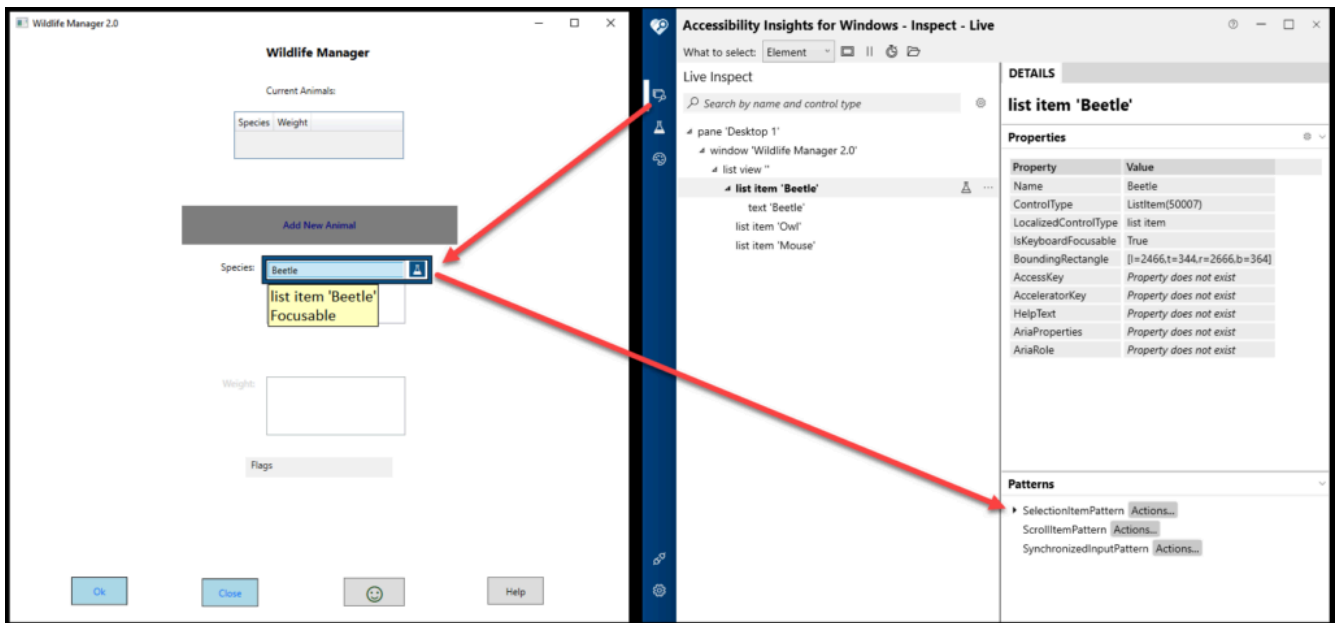 Wildlife Manager 2.0
Wildlife Manager
Current Animals:
Species Weight
Add New Animal
Species:
Beetle
list item 'Beetle'
Focusable
Weight:
Flags
Ok
Close
Help
Accessibility Insights for Windows - Inspect - Live
What to select: Element
Live Inspect
Search by name and control type
pane 'Desktop 1'
window 'Wildlife Manager 2.0'
list view ''
list item 'Beetle'
text 'Beetle'
list item 'Owl'
list item 'Mouse'
DETAILS
list item 'Beetle'
Properties
Property Value
Name Beetle
ControlType ListItem(50007)
LocalizedControlType list item
IsKeyboardFocusable True
BoundingRectangle [l=2466,t=344,r=2666,b=364]
AccessKey Property does not exist
AcceleratorKey Property does not exist
HelpText Property does not exist
AriaProperties Property does not exist
AriaRole Property does not exist
Patterns
SelectionItemPattern Actions...
ScrollItemPattern Actions...
SynchronizedInputPattern Actions...